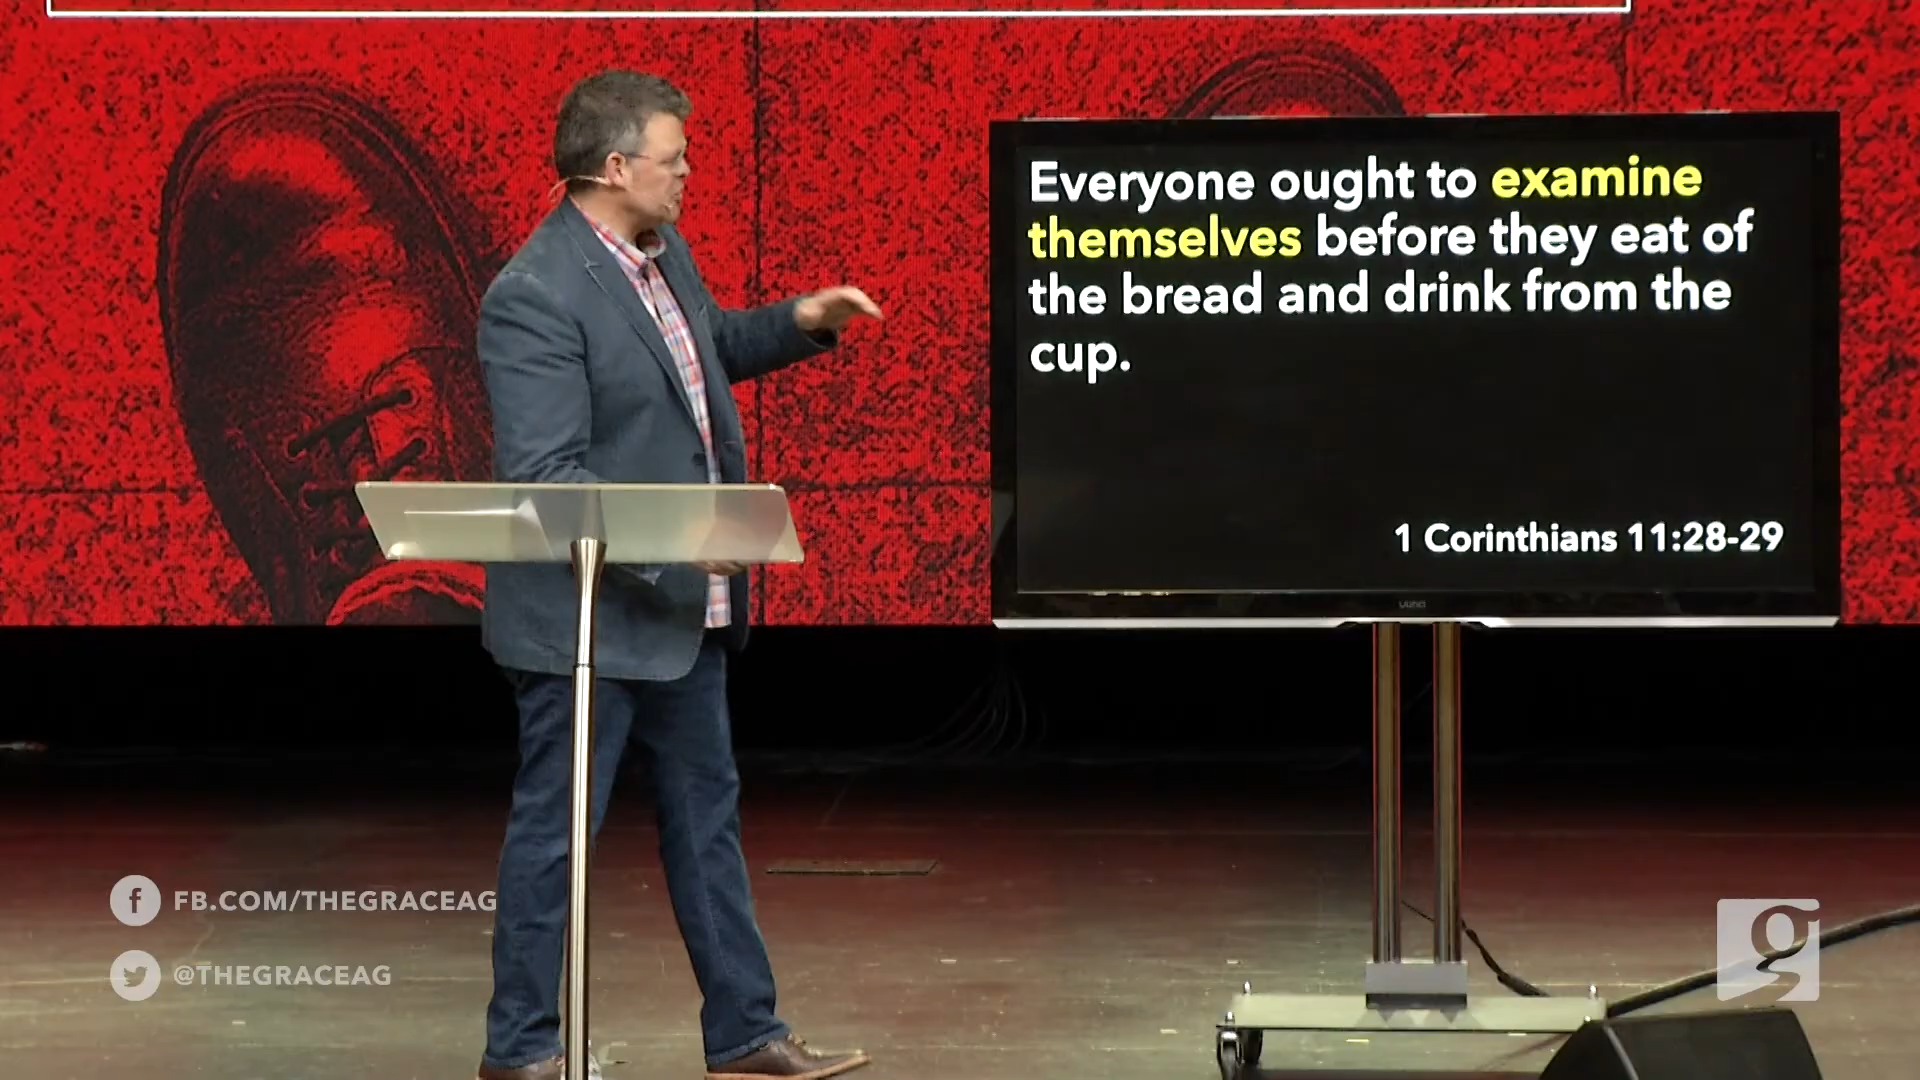 Everyone ought to examine
themselves before they eat of
the bread and drink from the
cup.
1 Corinthians 11:28-29
f FB.COM/THEGRACEAG
@THEGRACEAG
g